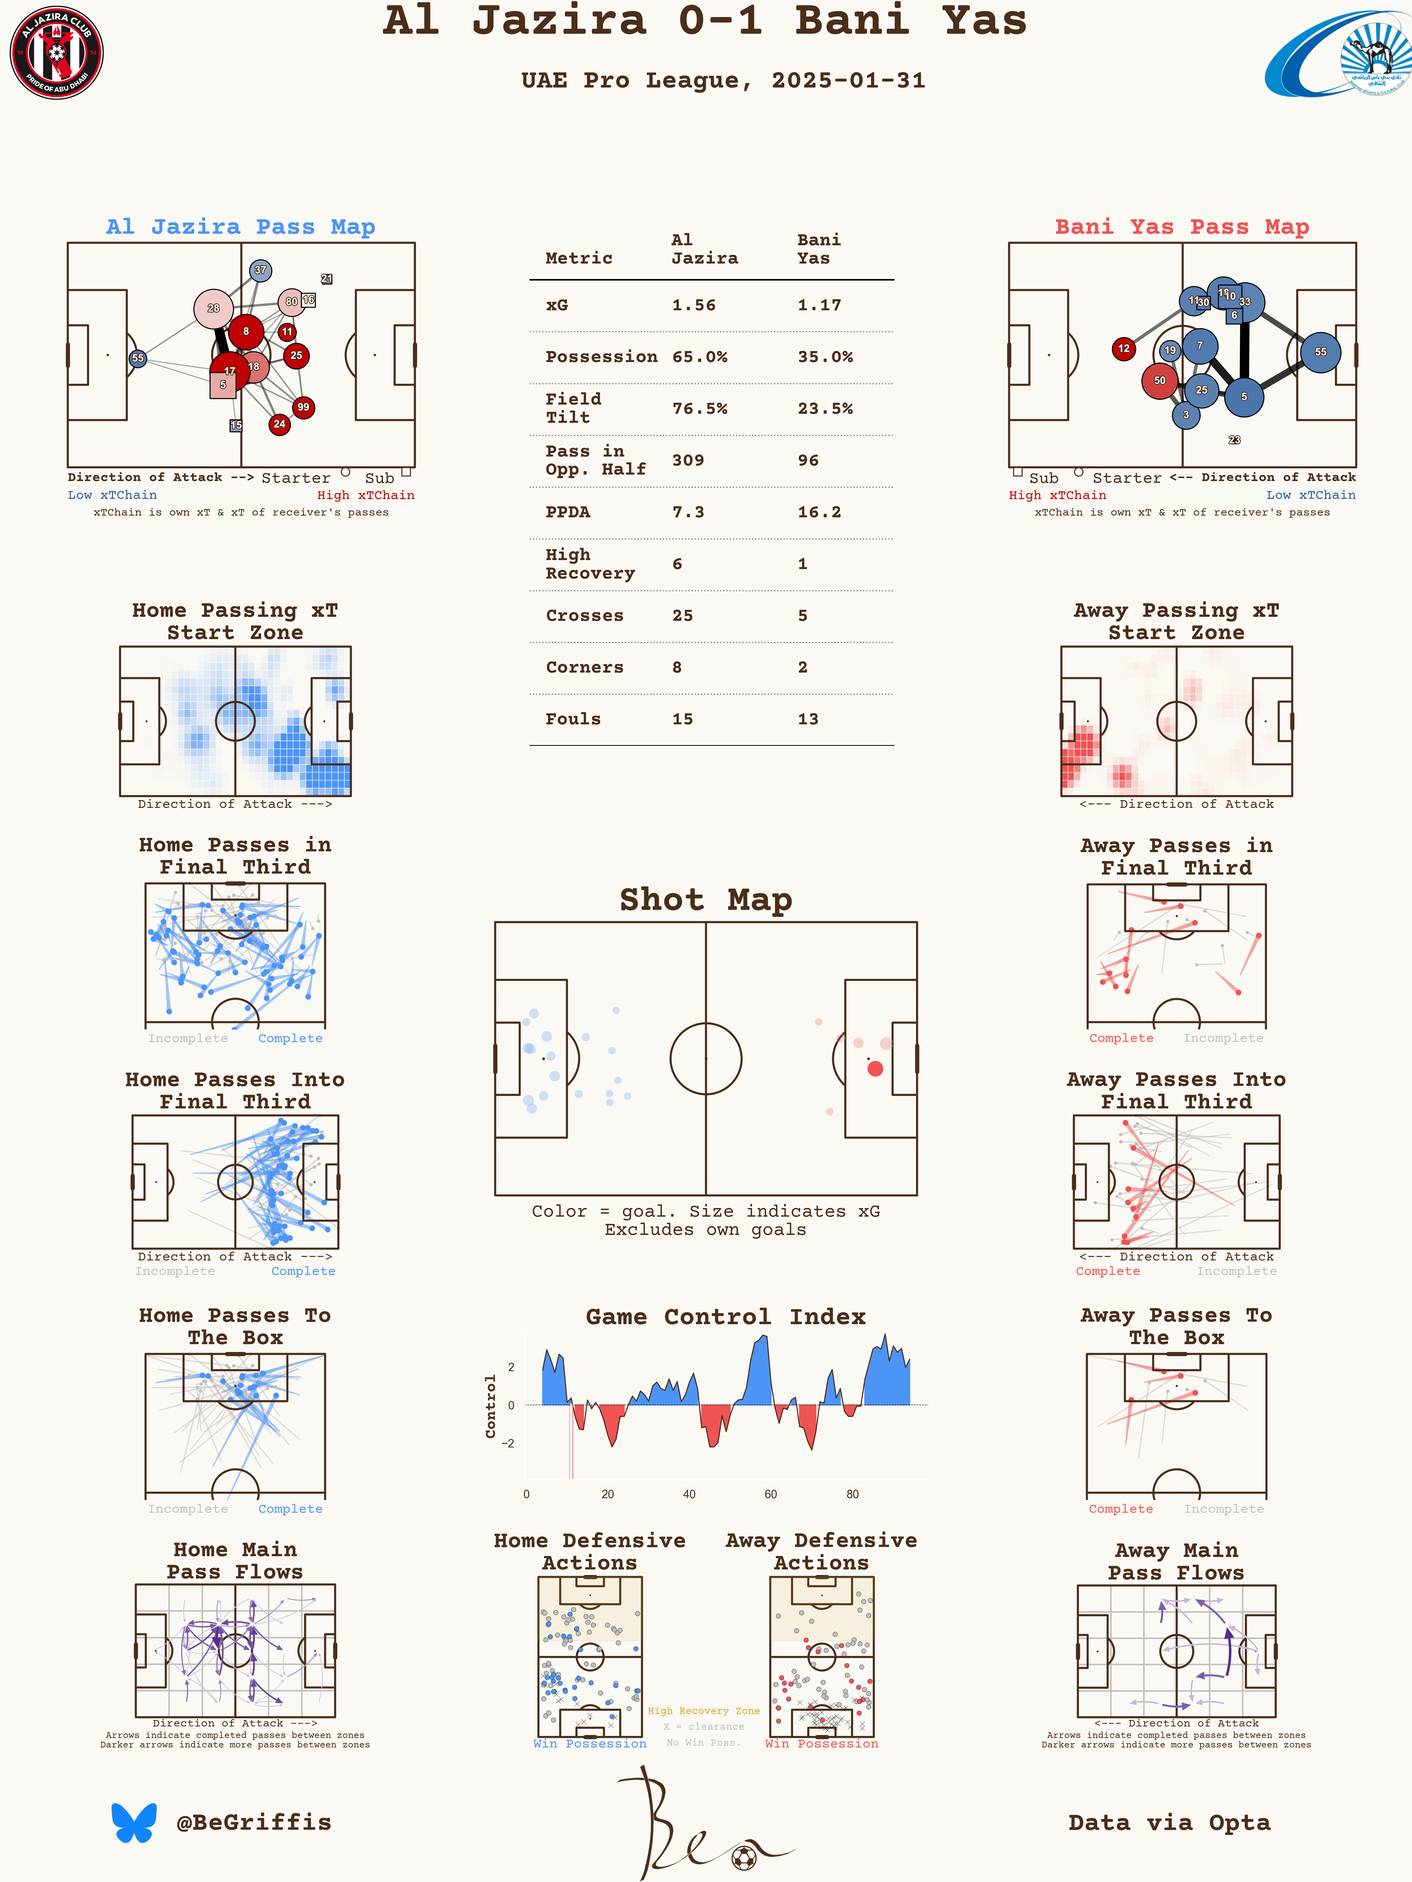 Al Jazira 0-1 Bani Yas
UAE Pro League, 2025-01-31
AL JAZIRA CLUB
PRIDE OF ABU DHABI
Al Jazira Pass Map
37
21
28
80
16
8
11
25
55
17
18
5
99
24
15
Direction of Attack --> Starter Sub
Low xTChain High xTChain
xTChain is own xT & xT of receiver's passes
Metric Al Jazira Bani Yas
xG 1.56 1.17
Possession 65.0% 35.0%
Field Tilt 76.5% 23.5%
Pass in Opp. Half 309 96
PPDA 7.3 16.2
High Recovery 6 1
Crosses 25 5
Corners 8 2
Fouls 15 13
Bani Yas Pass Map
11
30
10
33
6
12
19
7
55
50
25
5
3
23
Sub Starter <-- Direction of Attack
High xTChain Low xTChain
xTChain is own xT & xT of receiver's passes
Home Passing xT
Start Zone
Direction of Attack --->
Away Passing xT
Start Zone
<--- Direction of Attack
Home Passes in
Final Third
Incomplete Complete
Away Passes in
Final Third
Complete Incomplete
Shot Map
Color = goal. Size indicates xG
Excludes own goals
Home Passes Into
Final Third
Direction of Attack --->
Incomplete Complete
Away Passes Into
Final Third
<--- Direction of Attack
Complete Incomplete
Home Passes To
The Box
Incomplete Complete
Game Control Index
Control
2
0
−2
0 20 40 60 80
Away Passes To
The Box
Complete Incomplete
Home Main
Pass Flows
Direction of Attack --->
Arrows indicate completed passes between zones
Darker arrows indicate more passes between zones
Home Defensive
Actions
Win Possession
High Recovery Zone
X = clearance
No Win Poss.
Away Defensive
Actions
Win Possession
Away Main
Pass Flows
<--- Direction of Attack
Arrows indicate completed passes between zones
Darker arrows indicate more passes between zones
@BeGriffis
Ben
Data via Opta